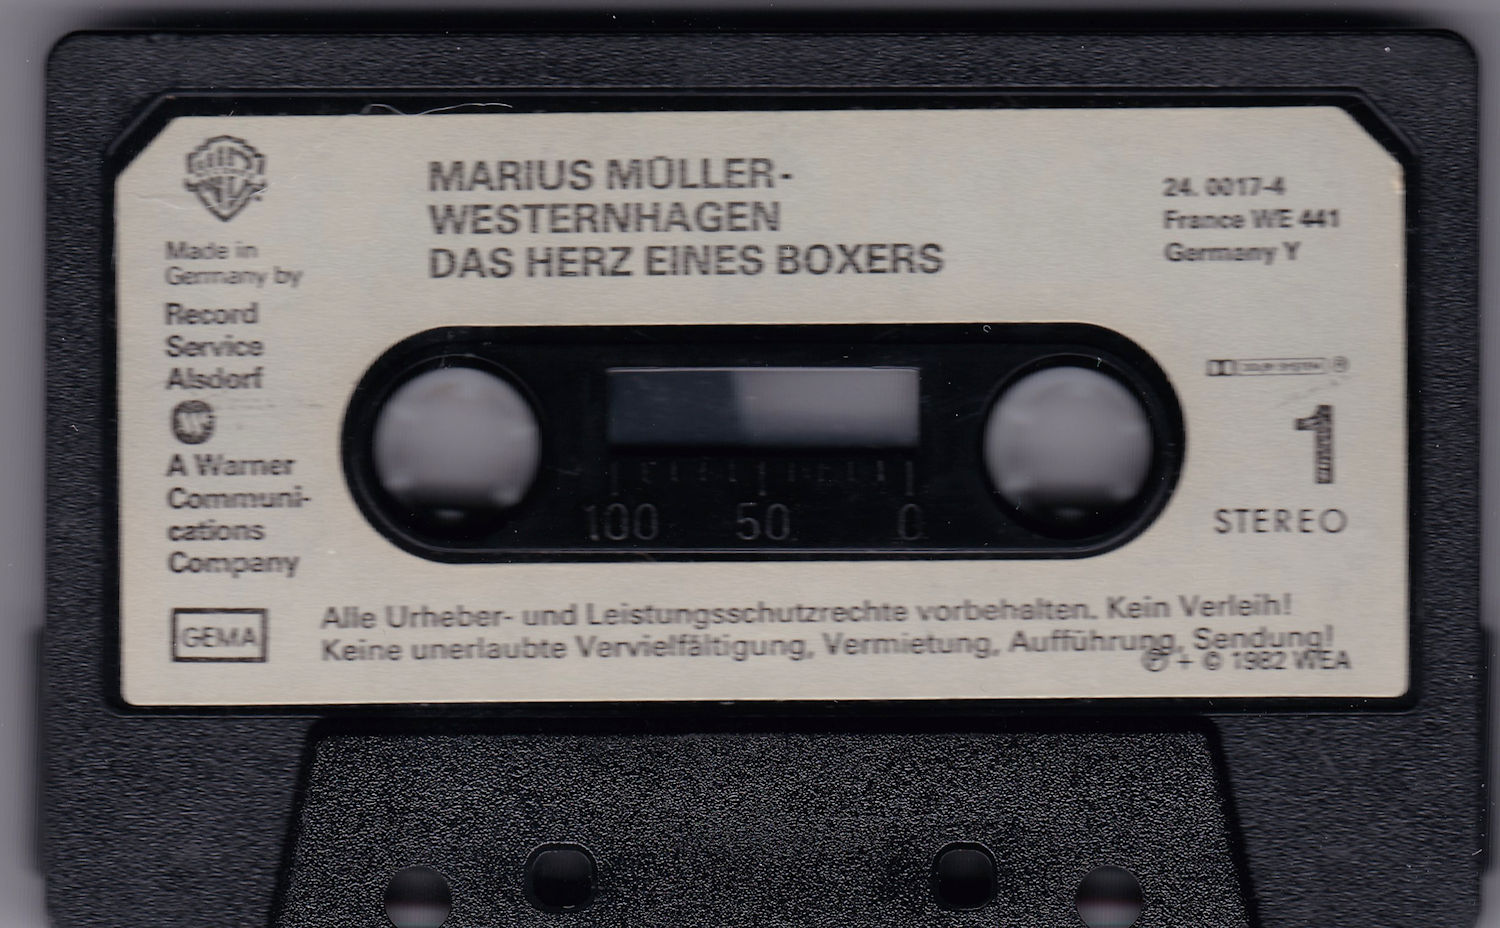 MARIUS MÜLLER-
WESTERNHAGEN
DAS HERZ EINES BOXERS
24. 0017-4
France WE 441
Germany Y
Made in
Germany by
Record
Service
Alsdorf
A Warner
Communi-
cations
Company
GEMA
1
STEREO
100 50 0
Alle Urheber- und Leistungsschutzrechte vorbehalten. Kein Verleih!
Keine unerlaubte Vervielfältigung, Vermietung, Aufführung, Sendung!
℗ + © 1982 WEA